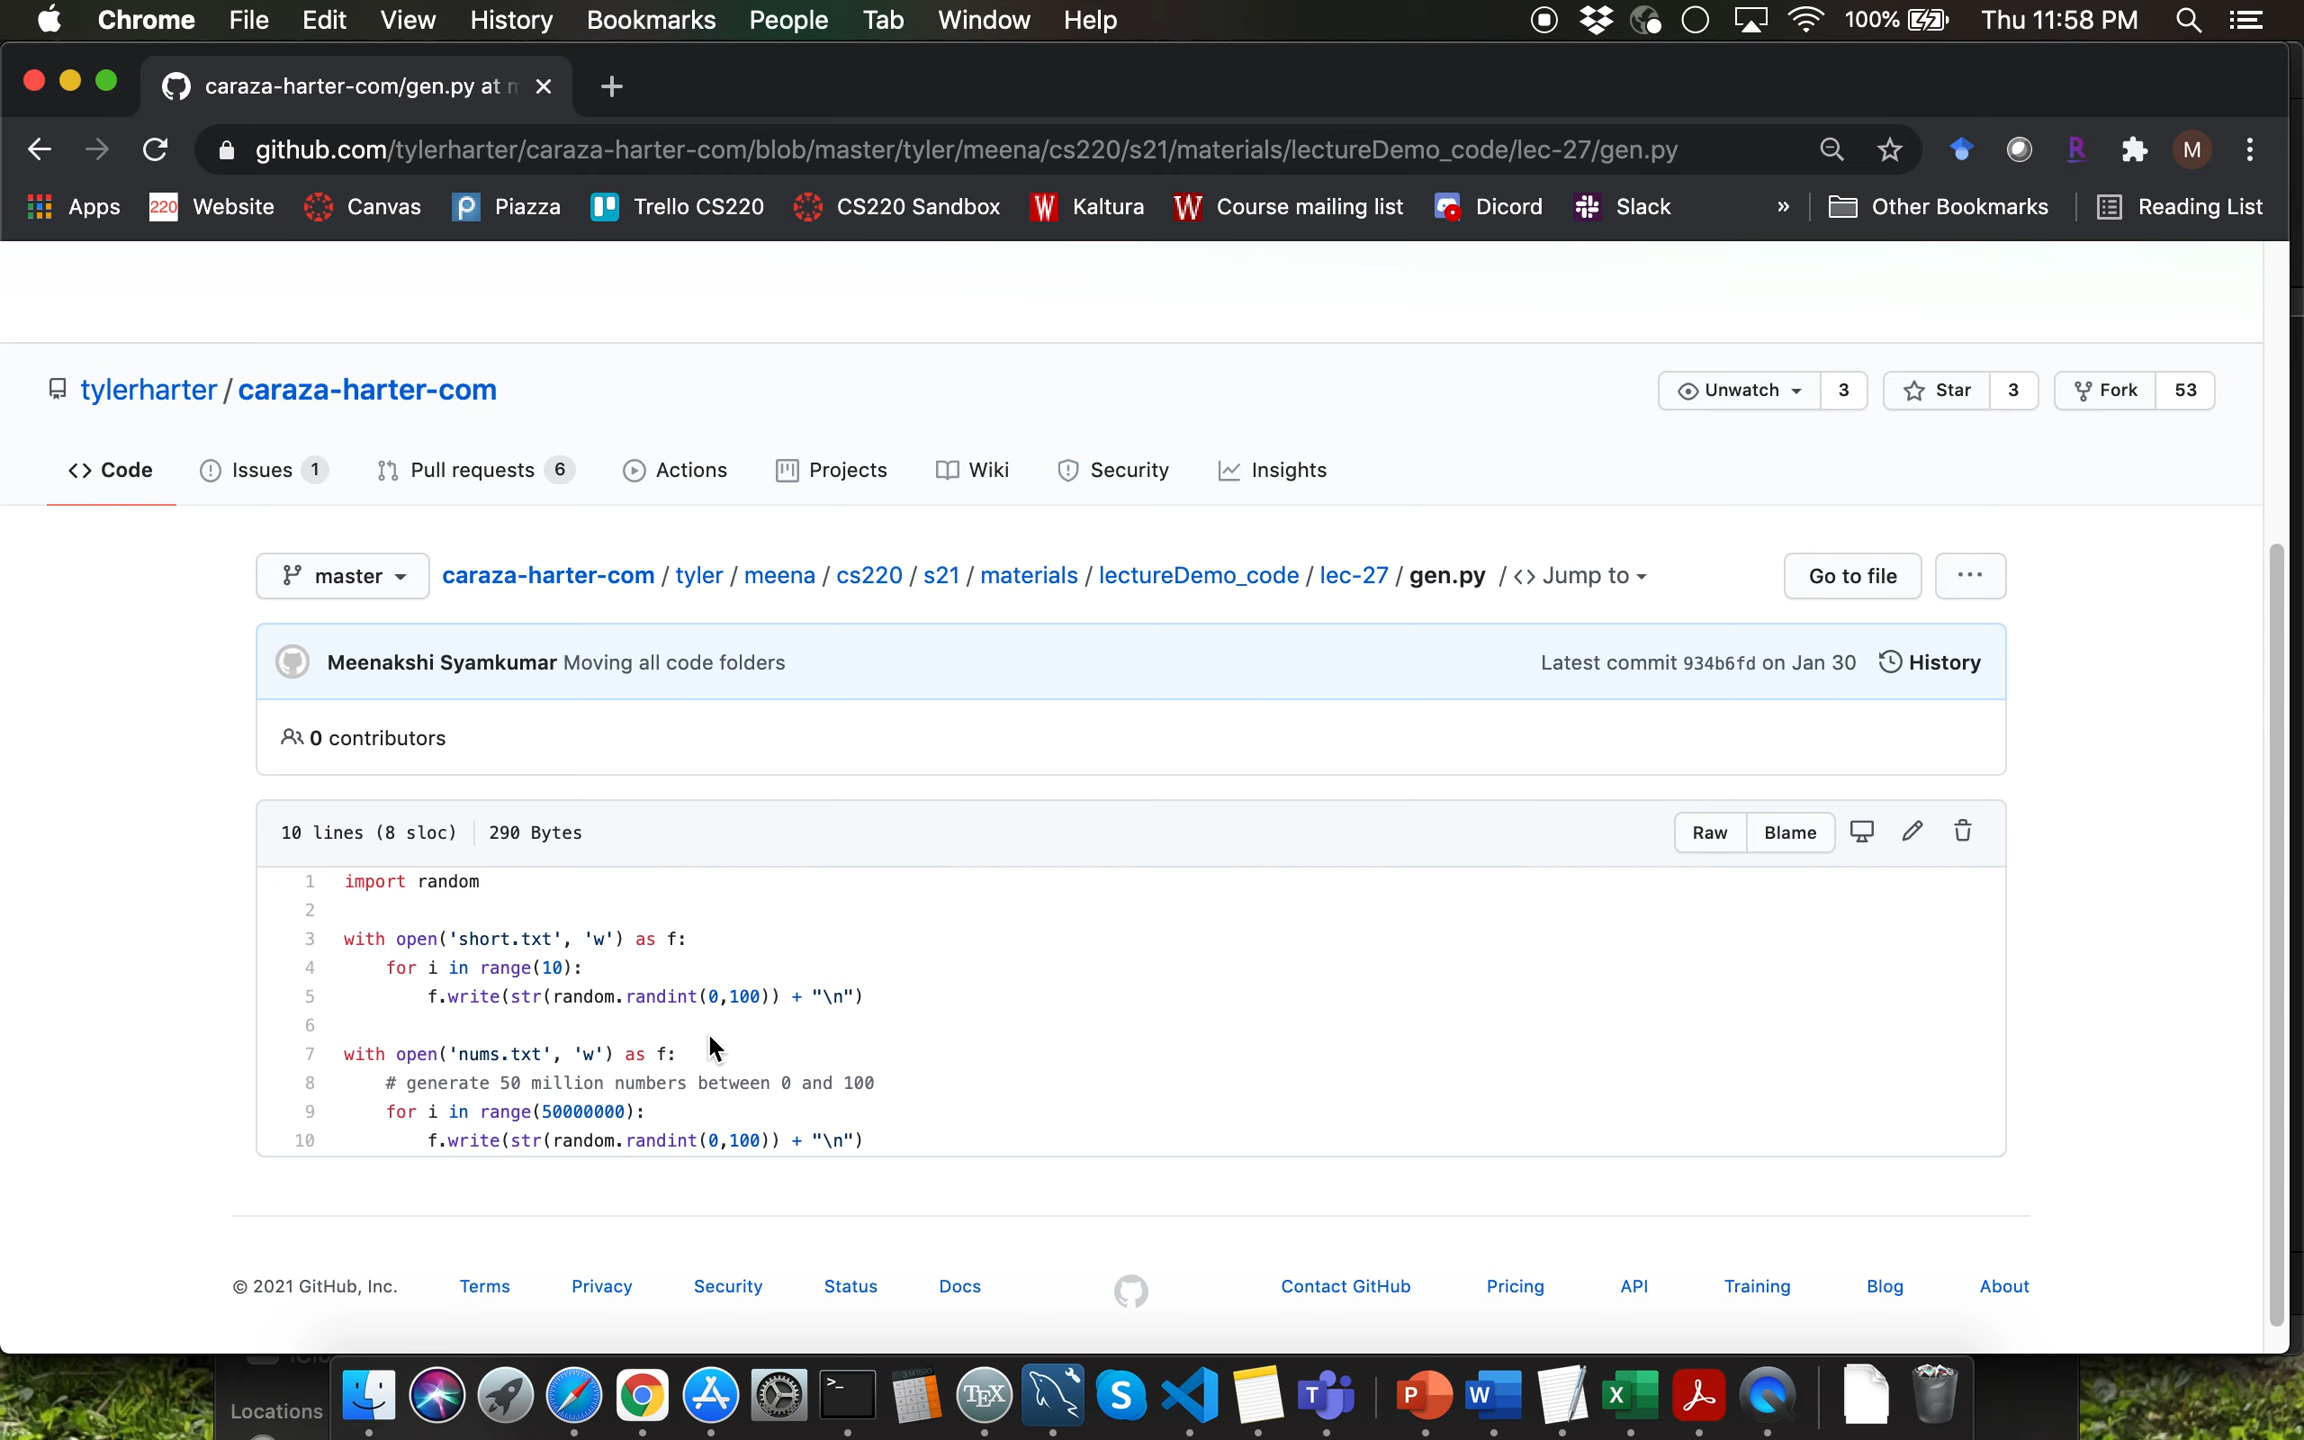 Chrome File Edit View History Bookmarks People Tab Window Help 100% Thu 11:58 PM
caraza-harter-com/gen.py at m
github.com/tylerharter/caraza-harter-com/blob/master/tyler/meena/cs220/s21/materials/lectureDemo_code/lec-27/gen.py M
Apps 220 Website Canvas Piazza Trello CS220 CS220 Sandbox Kaltura Course mailing list Dicord Slack » Other Bookmarks Reading List
tylerharter / caraza-harter-com Unwatch 3 Star 3 Fork 53
<> Code Issues 1 Pull requests 6 Actions Projects Wiki Security Insights
master caraza-harter-com / tyler / meena / cs220 / s21 / materials / lectureDemo_code / lec-27 / gen.py / <> Jump to Go to file ...
Meenakshi Syamkumar Moving all code folders Latest commit 934b6fd on Jan 30 History
0 contributors
10 lines (8 sloc) 290 Bytes Raw Blame
1 import random
2
3 with open('short.txt', 'w') as f:
4 for i in range(10):
5 f.write(str(random.randint(0,100)) + "\n")
6
7 with open('nums.txt', 'w') as f:
8 # generate 50 million numbers between 0 and 100
9 for i in range(50000000):
10 f.write(str(random.randint(0,100)) + "\n")
© 2021 GitHub, Inc. Terms Privacy Security Status Docs Contact GitHub Pricing API Training Blog About
Locations